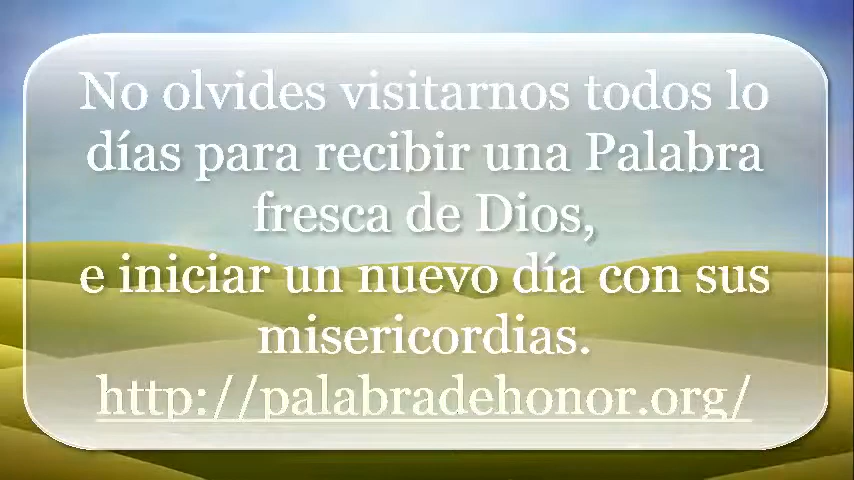 No olvides visitarnos todos lo
días para recibir una Palabra
fresca de Dios,
e iniciar un nuevo día con sus
misericordias.
http://palabradehonor.org/